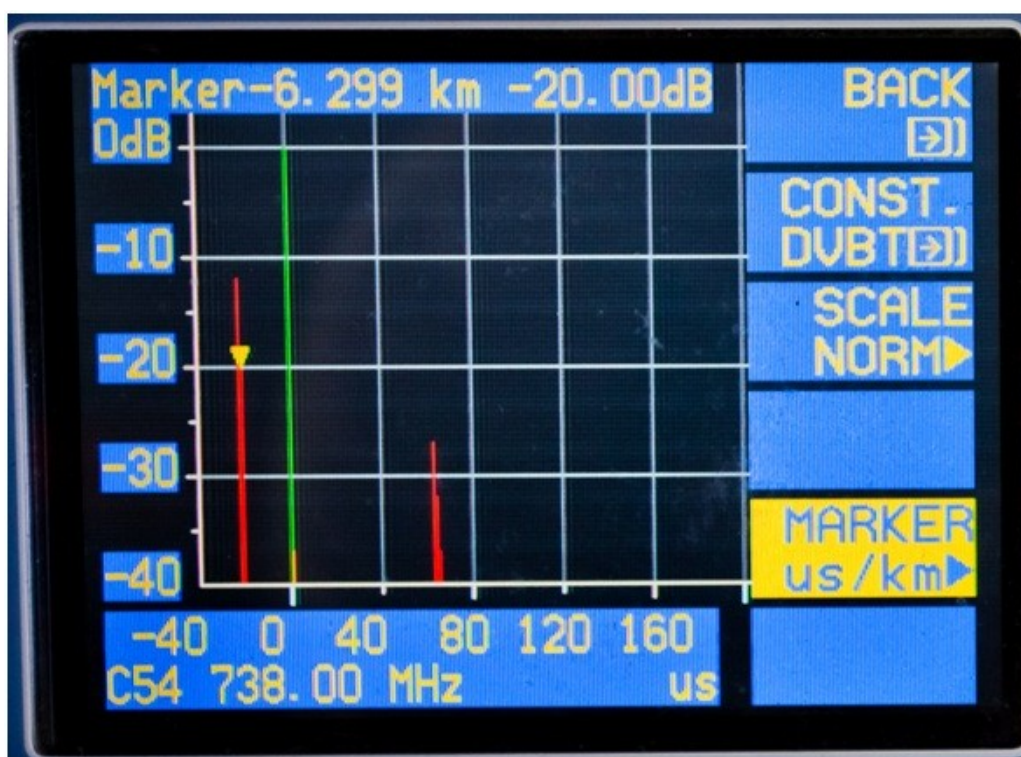 Marker-6.299 km -20.00dB
0dB
-10
-20
-30
-40
-40 0 40 80 120 160
C54 738.00 MHz us
BACK
CONST.
DVBT
SCALE
NORM
MARKER
us/km